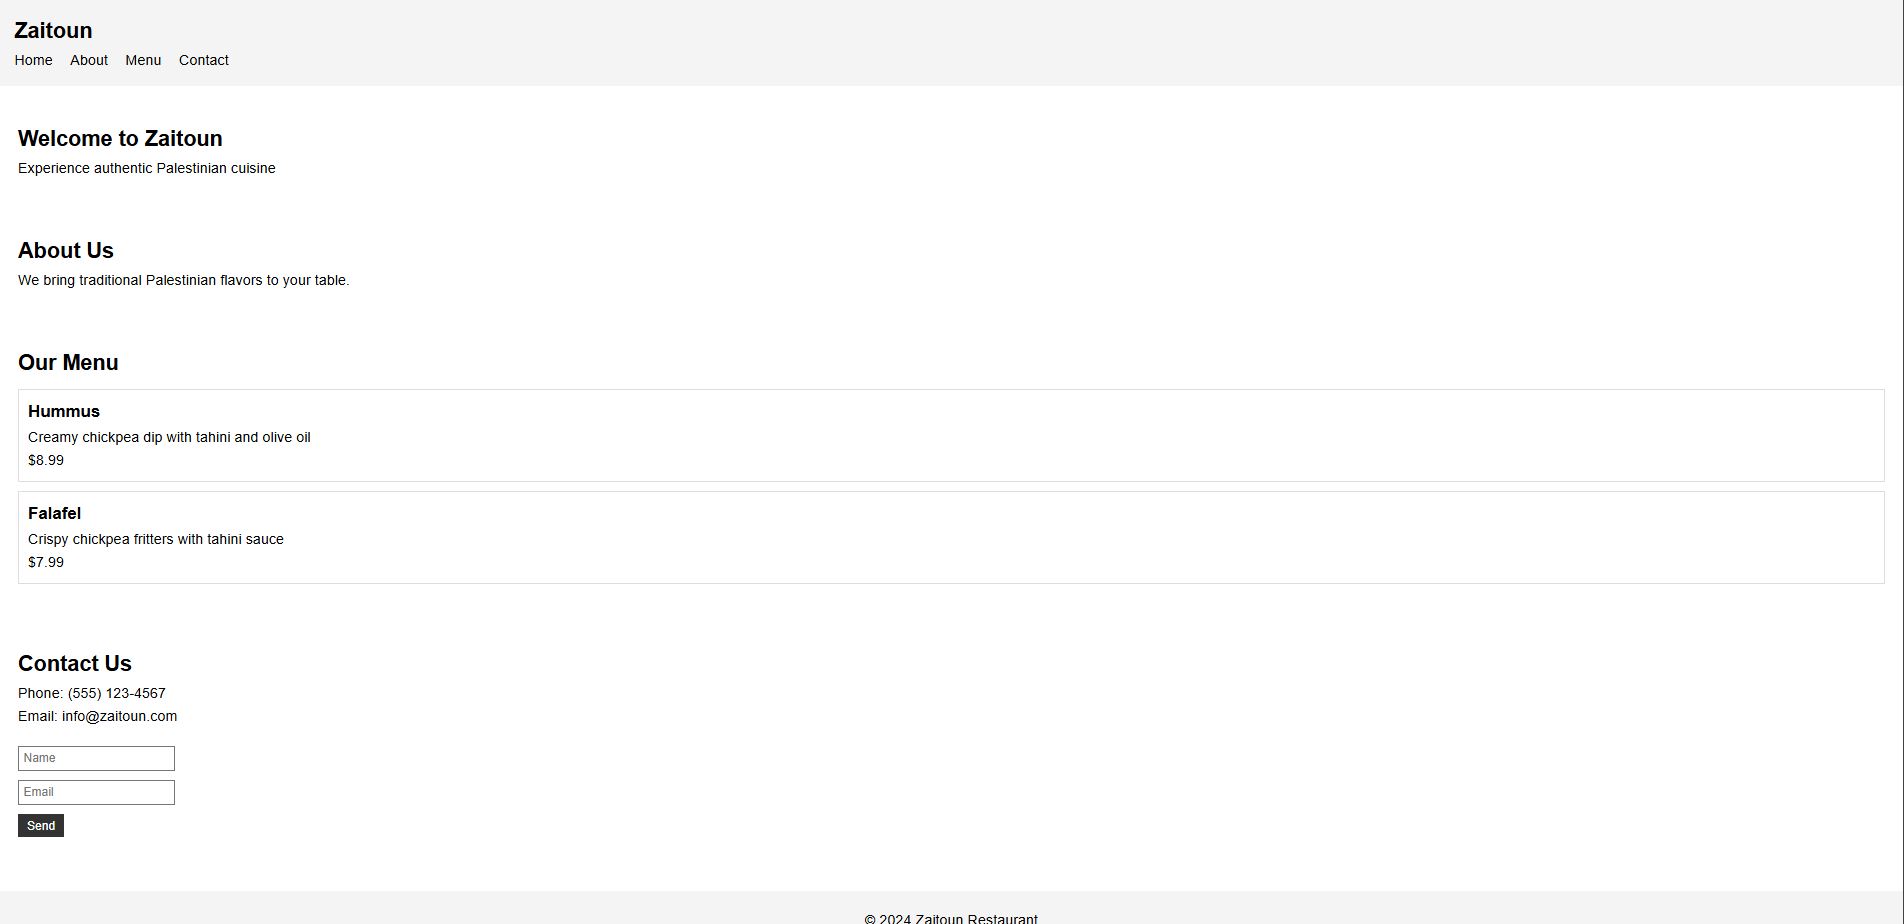 Zaitoun
Home About Menu Contact
Welcome to Zaitoun
Experience authentic Palestinian cuisine
About Us
We bring traditional Palestinian flavors to your table.
Our Menu
Hummus
Creamy chickpea dip with tahini and olive oil
$8.99
Falafel
Crispy chickpea fritters with tahini sauce
$7.99
Contact Us
Phone: (555) 123-4567
Email: info@zaitoun.com
Name
Email
Send
© 2024 Zaitoun Restaurant